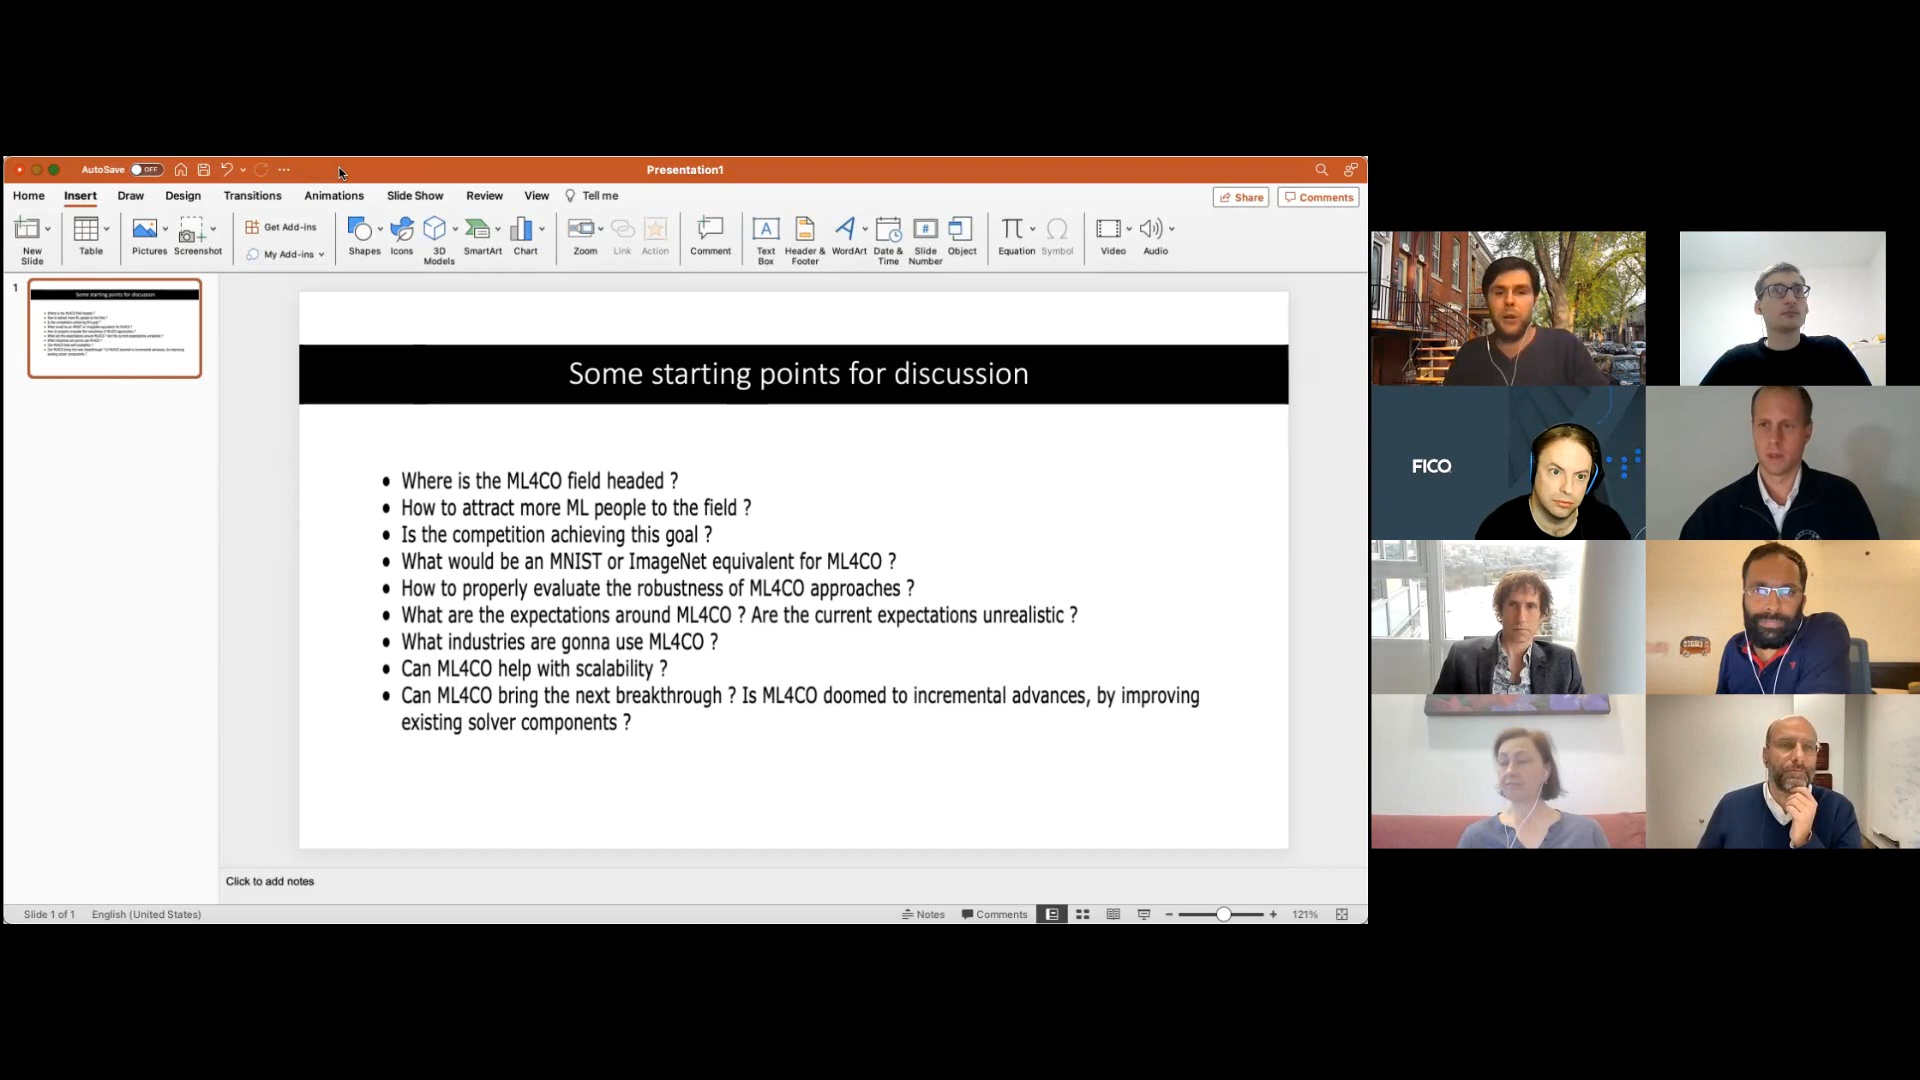 AutoSave OFF Presentation1
Home Insert Draw Design Transitions Animations Slide Show Review View Tell me Share Comments
New Slide
Table
Pictures
Screenshot
Get Add-ins
My Add-ins
Shapes
Icons
3D Models
SmartArt
Chart
Zoom
Link
Action
Comment
Text Box
Header & Footer
WordArt
Date & Time
Slide Number
Object
Equation
Symbol
Video
Audio
1
Some starting points for discussion
Some starting points for discussion
• Where is the ML4CO field headed ?
• How to attract more ML people to the field ?
• Is the competition achieving this goal ?
• What would be an MNIST or ImageNet equivalent for ML4CO ?
• How to properly evaluate the robustness of ML4CO approaches ?
• What are the expectations around ML4CO ? Are the current expectations unrealistic ?
• What industries are gonna use ML4CO ?
• Can ML4CO help with scalability ?
• Can ML4CO bring the next breakthrough ? Is ML4CO doomed to incremental advances, by improving
existing solver components ?
Click to add notes
Slide 1 of 1 English (United States) Notes Comments 121%
FICO